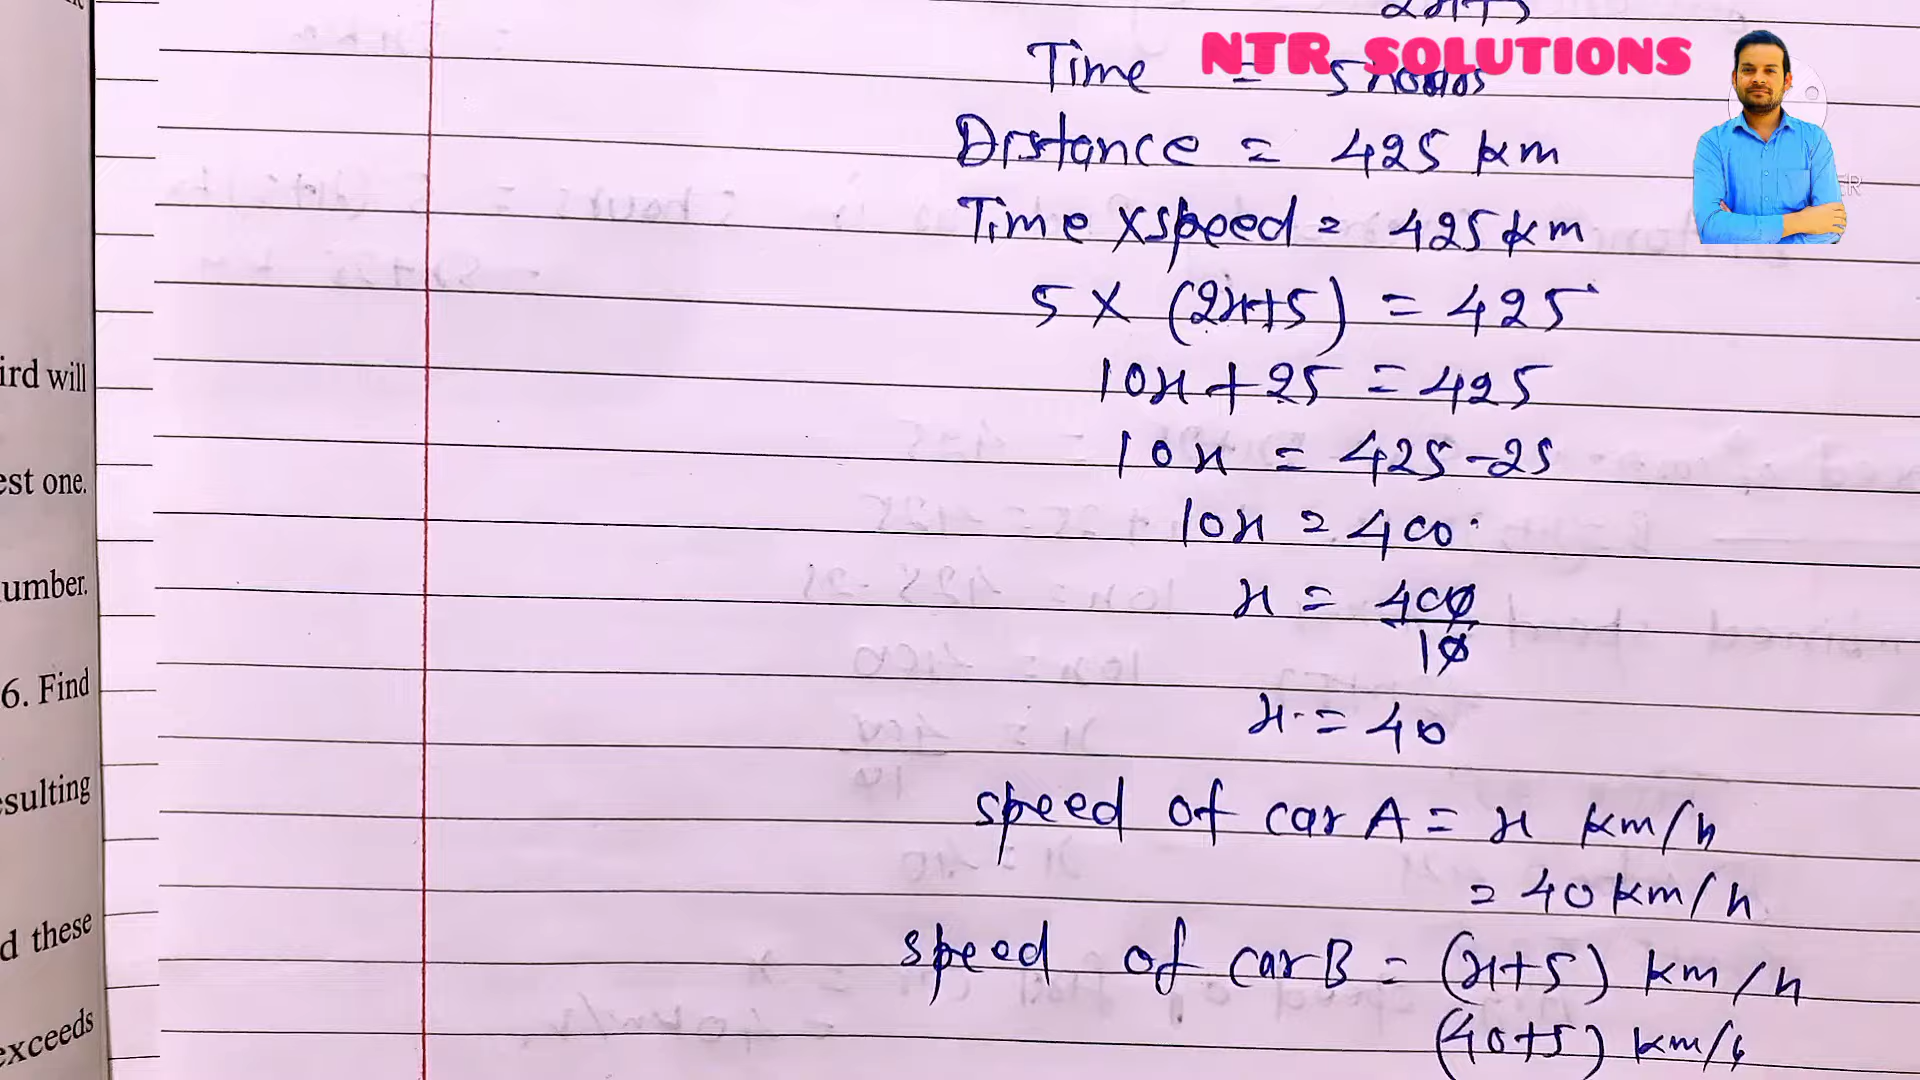 NTR SOLUTIONS
Time = 5 hours
Distance = 425 km
Time x speed = 425 km
5 x (2x+5) = 425
10x + 25 = 425
10x = 425 - 25
10x = 400
x = 400/10
x = 40
speed of car A = x km/h
= 40 km/h
speed of car B = (x+5) km/h
(40+5) km/h
ird will
est one.
umber.
6. Find
esulting
d these
exceeds